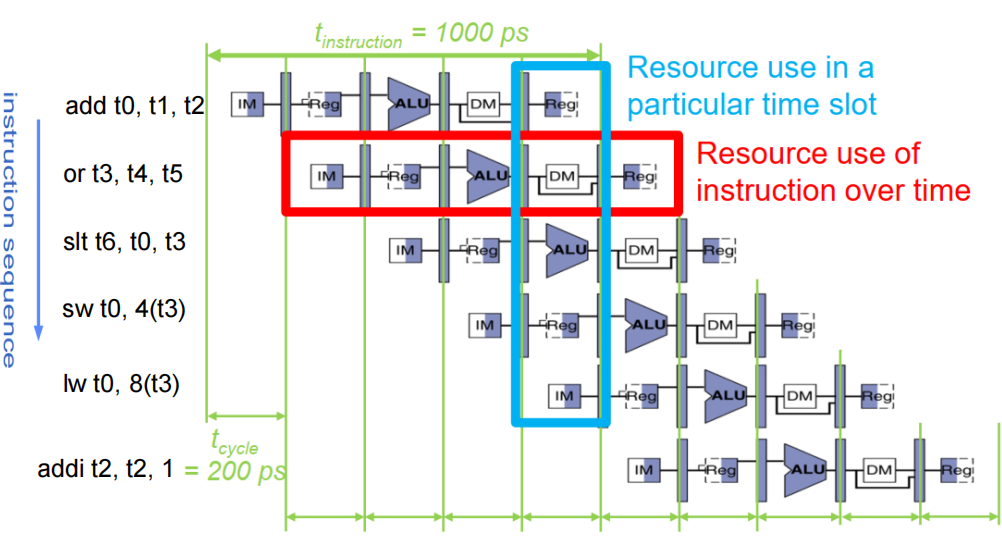 t_instruction = 1000 ps
Resource use in a
particular time slot
instruction sequence
add t0, t1, t2
IM Reg ALU DM Reg
or t3, t4, t5
IM Reg ALU DM Reg
Resource use of
instruction over time
slt t6, t0, t3
IM Reg ALU DM Reg
sw t0, 4(t3)
IM Reg ALU DM Reg
lw t0, 8(t3)
IM Reg ALU DM Reg
t_cycle
= 200 ps
addi t2, t2, 1
IM Reg ALU DM Reg